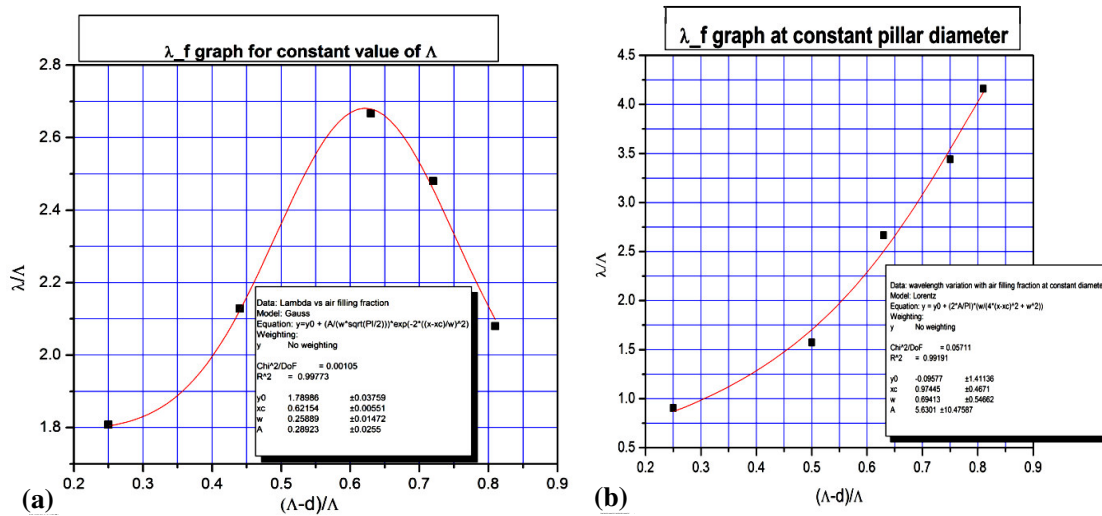 λ_f graph for constant value of Λ
2.8
2.6
2.4
2.2
2.0
1.8
λ/Λ
Data: Lambda vs air filling fraction
Model: Gauss
Equation: y=y0 + (A/(w*sqrt(PI/2)))*exp(-2*((x-xc)/w)^2)
Weighting:
y No weighting
Chi^2/DoF = 0.00105
R^2 = 0.99773
y0 1.78986 ±0.03759
xc 0.62154 ±0.00551
w 0.25889 ±0.01472
A 0.28923 ±0.0255
0.2 0.3 0.4 0.5 0.6 0.7 0.8 0.9
(Λ-d)/Λ
(a)
λ_f graph at constant pillar diameter
4.5
4.0
3.5
3.0
2.5
2.0
1.5
1.0
0.5
λ/Λ
Data: wavelength variation with air filling fraction at constant diamete
Model: Lorentz
Equation: y = y0 + (2*A/PI)*(w/(4*(x-xc)^2 + w^2))
Weighting:
y No weighting
Chi^2/DoF = 0.05711
R^2 = 0.99191
y0 -0.09577 ±1.41136
xc 0.97445 ±0.4671
w 0.69413 ±0.54662
A 5.6301 ±10.47587
0.2 0.3 0.4 0.5 0.6 0.7 0.8 0.9
(Λ-d)/Λ
(b)